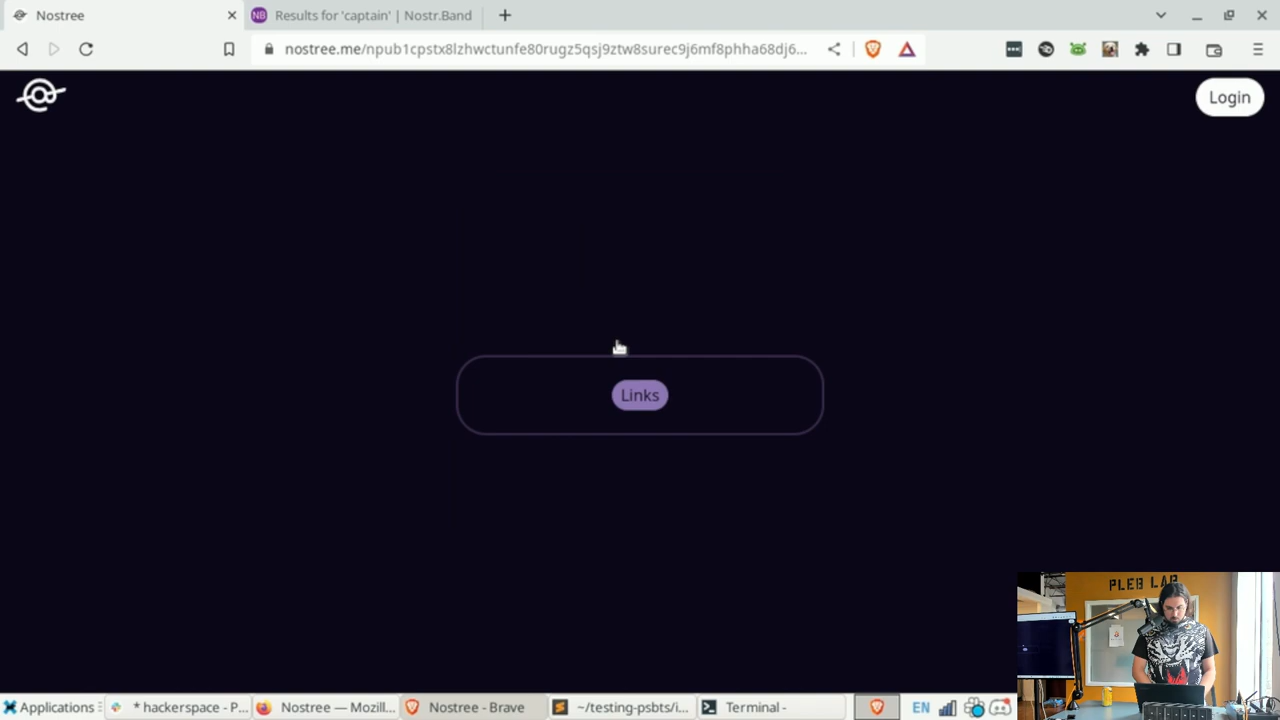 Nostree
NB Results for 'captain' | Nostr.Band
nostree.me/npub1cpstx8lzhwctunfe80rugz5qsj9ztw8surec9j6mf8phha68dj6...
Login
Links
PLEB LAB
Applications
* hackerspace - P...
Nostree — Mozill...
Nostree - Brave
~/testing-psbts/i...
Terminal -
EN